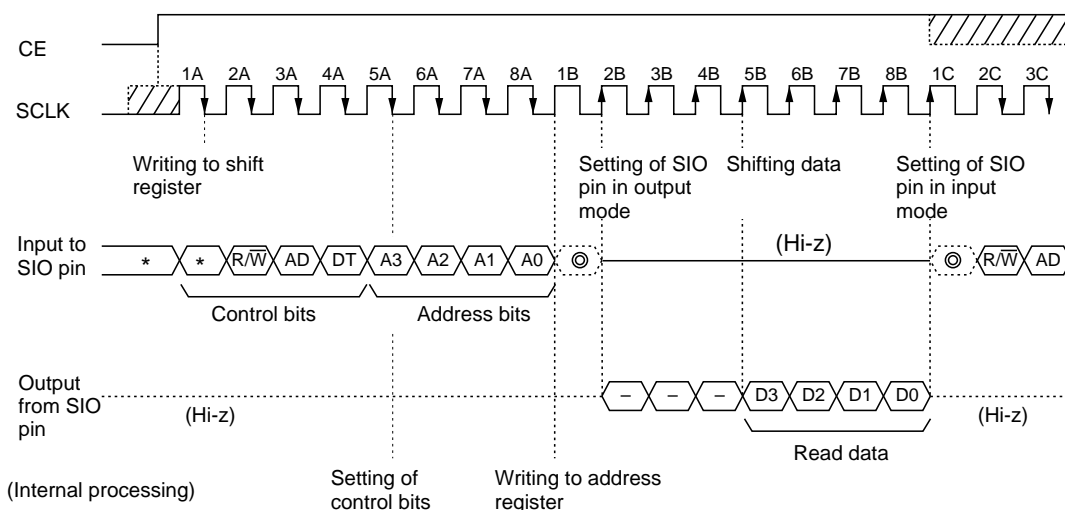 CE
1A 2A 3A 4A 5A 6A 7A 8A 1B 2B 3B 4B 5B 6B 7B 8B 1C 2C 3C
SCLK
Writing to shift
register
Setting of SIO
pin in output
mode
Shifting data
Setting of SIO
pin in input
mode
Input to
SIO pin
* * R/W̅ AD DT A3 A2 A1 A0 ◎ (Hi-z) ◎ R/W̅ AD
Control bits Address bits
Output
from SIO
pin
(Hi-z) – – – D3 D2 D1 D0 (Hi-z)
Read data
(Internal processing)
Setting of
control bits
Writing to address
register